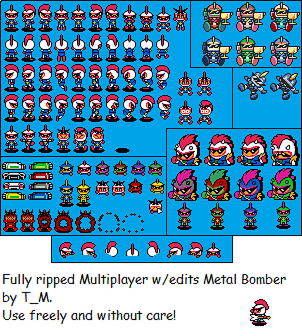 Fully ripped Multiplayer w/edits Metal Bomber
by T_M.
Use freely and without care!